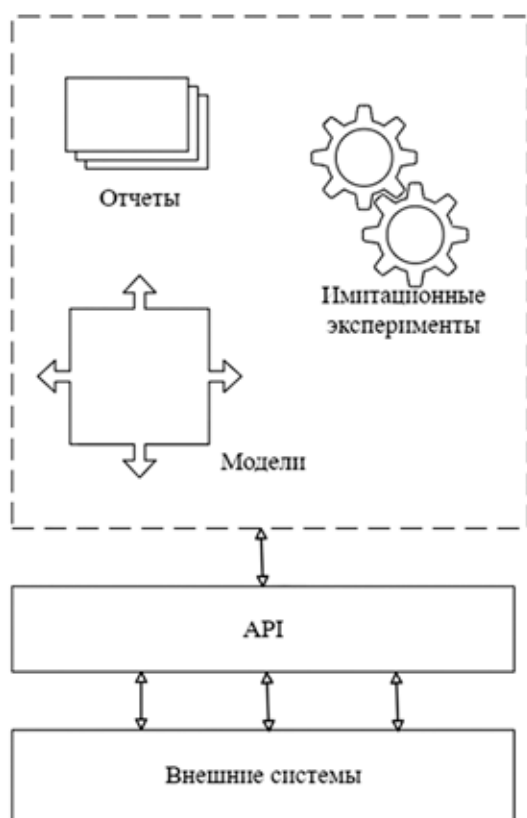 Отчеты
Имитационные
эксперименты
Модели
API
Внешние системы